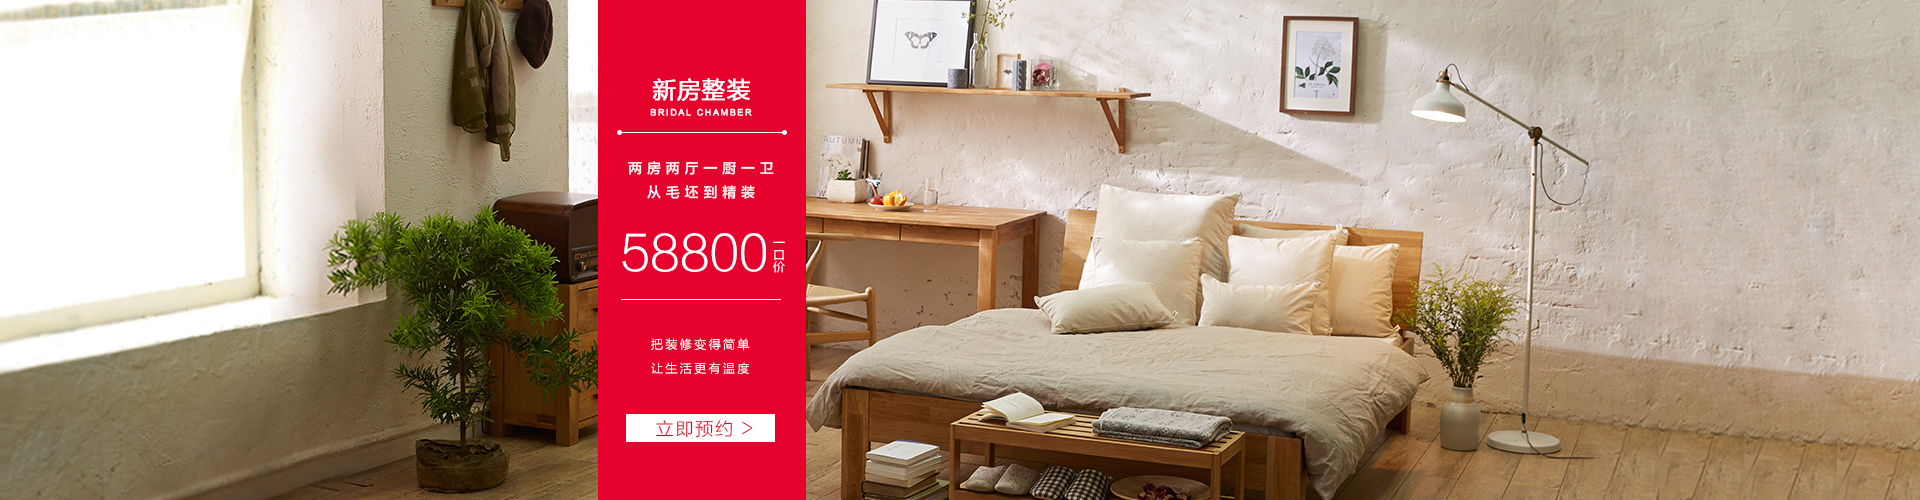 新房整装
BRIDAL CHAMBER
两房两厅一厨一卫
从毛坯到精装
58800一口价
把装修变得简单
让生活更有温度
立即预约 >
AUTUMN